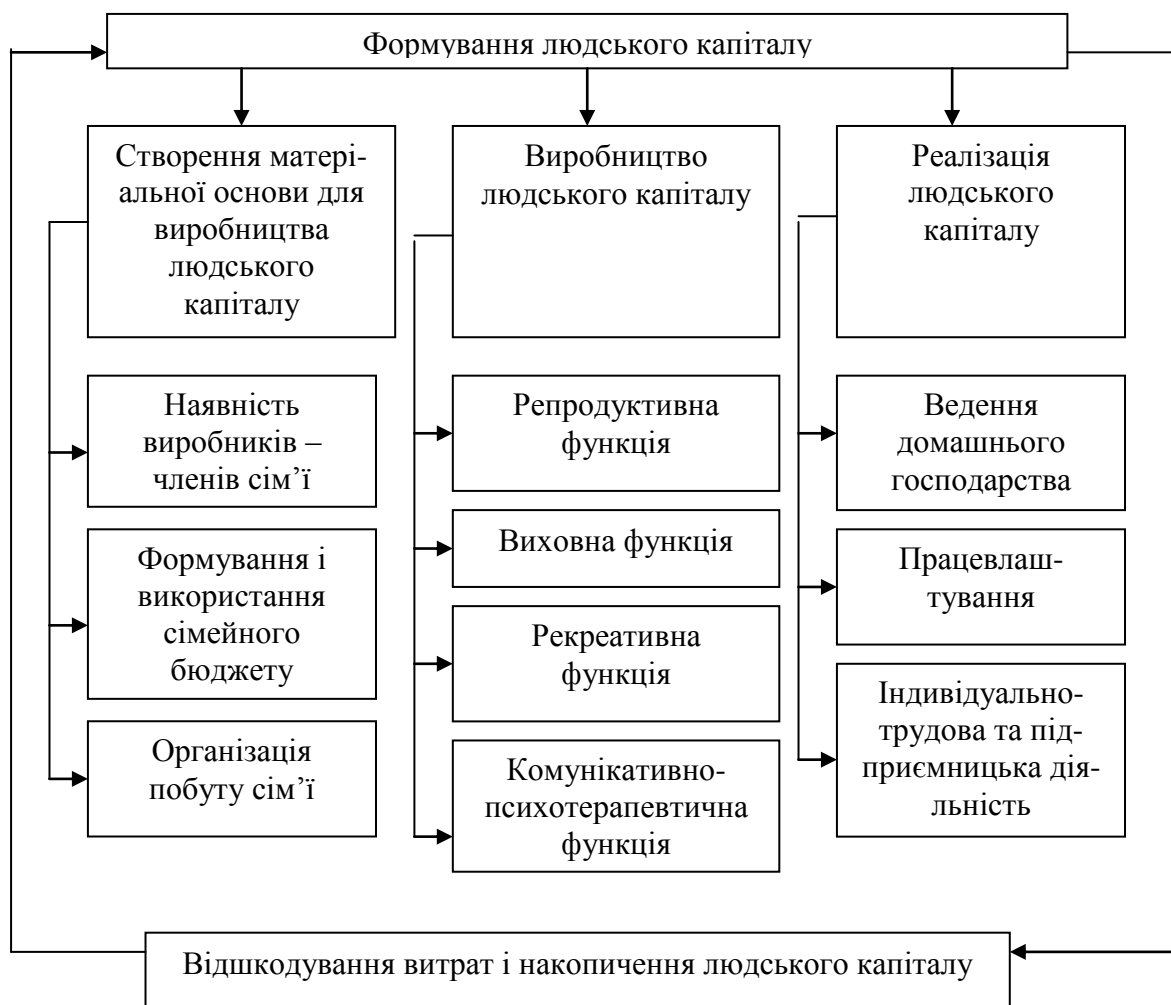 Формування людського капіталу
Створення матері-
альної основи для
виробництва
людського
капіталу
Виробництво
людського капіталу
Реалізація
людського
капіталу
Наявність
виробників –
членів сім’ї
Формування і
використання
сімейного
бюджету
Організація
побуту сім’ї
Репродуктивна
функція
Виховна функція
Рекреативна
функція
Комунікативно-
психотерапевтична
функція
Ведення
домашнього
господарства
Працевлаш-
тування
Індивідуально-
трудова та під-
приємницька дія-
льність
Відшкодування витрат і накопичення людського капіталу